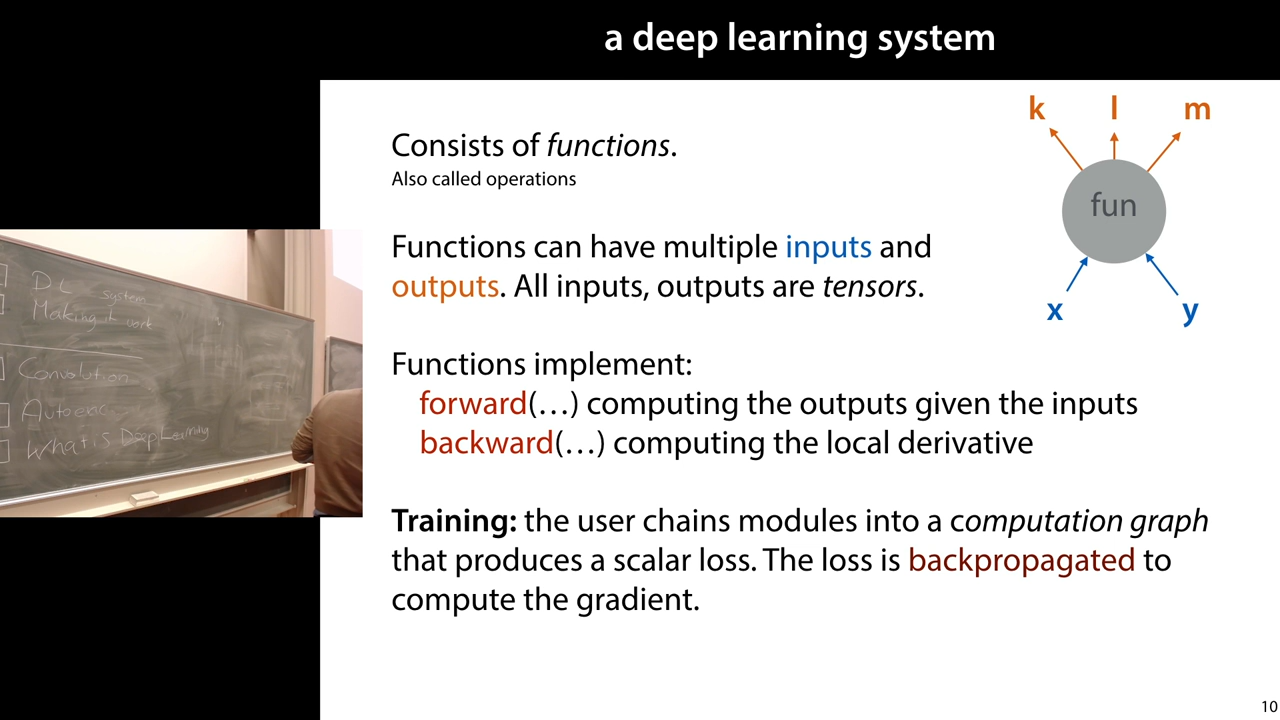 a deep learning system
Consists of functions.
Also called operations
Functions can have multiple inputs and
outputs. All inputs, outputs are tensors.
Functions implement:
forward(…) computing the outputs given the inputs
backward(…) computing the local derivative
Training: the user chains modules into a computation graph
that produces a scalar loss. The loss is backpropagated to
compute the gradient.
k l m
fun
x y
DL system
Making it work
Convolution
What is Deep Learning
10